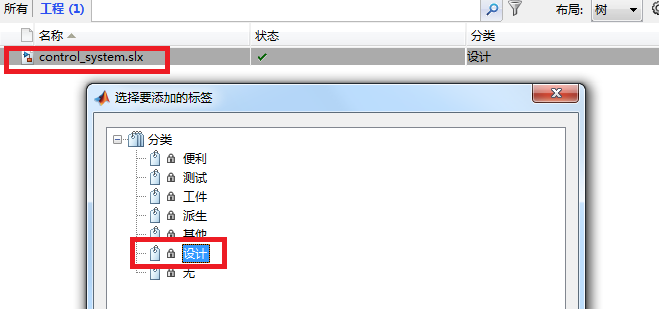 所有 工程 (1) 布局: 树
名称 状态 分类
control_system.slx 设计
选择要添加的标签
分类
便利
测试
工件
派生
其他
设计
无